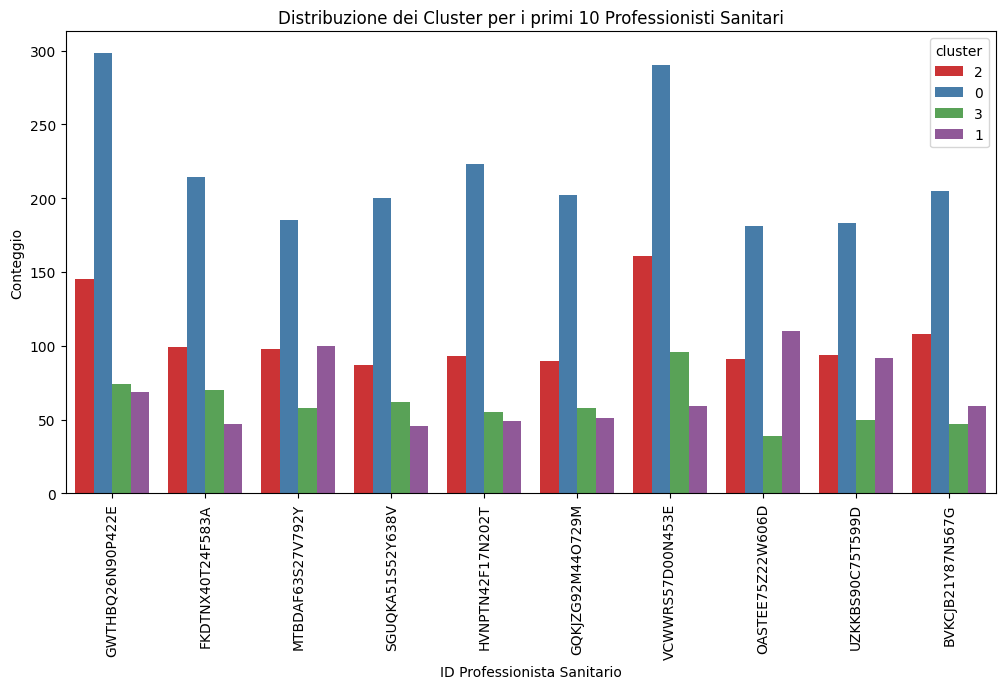 Distribuzione dei Cluster per i primi 10 Professionisti Sanitari
cluster
2
0
3
1
Conteggio
300
250
200
150
100
50
0
GWTHBQ26N90P422E
FKDTNX40T24F583A
MTBDAF63S27V792Y
SGUQKA51S52Y638V
HVNPTN42F17N202T
GQKJZG92M44O729M
VCWWRS57D00N453E
OASTEE75Z22W606D
UZKKBS90C75T599D
BVKCJB21Y87N567G
ID Professionista Sanitario